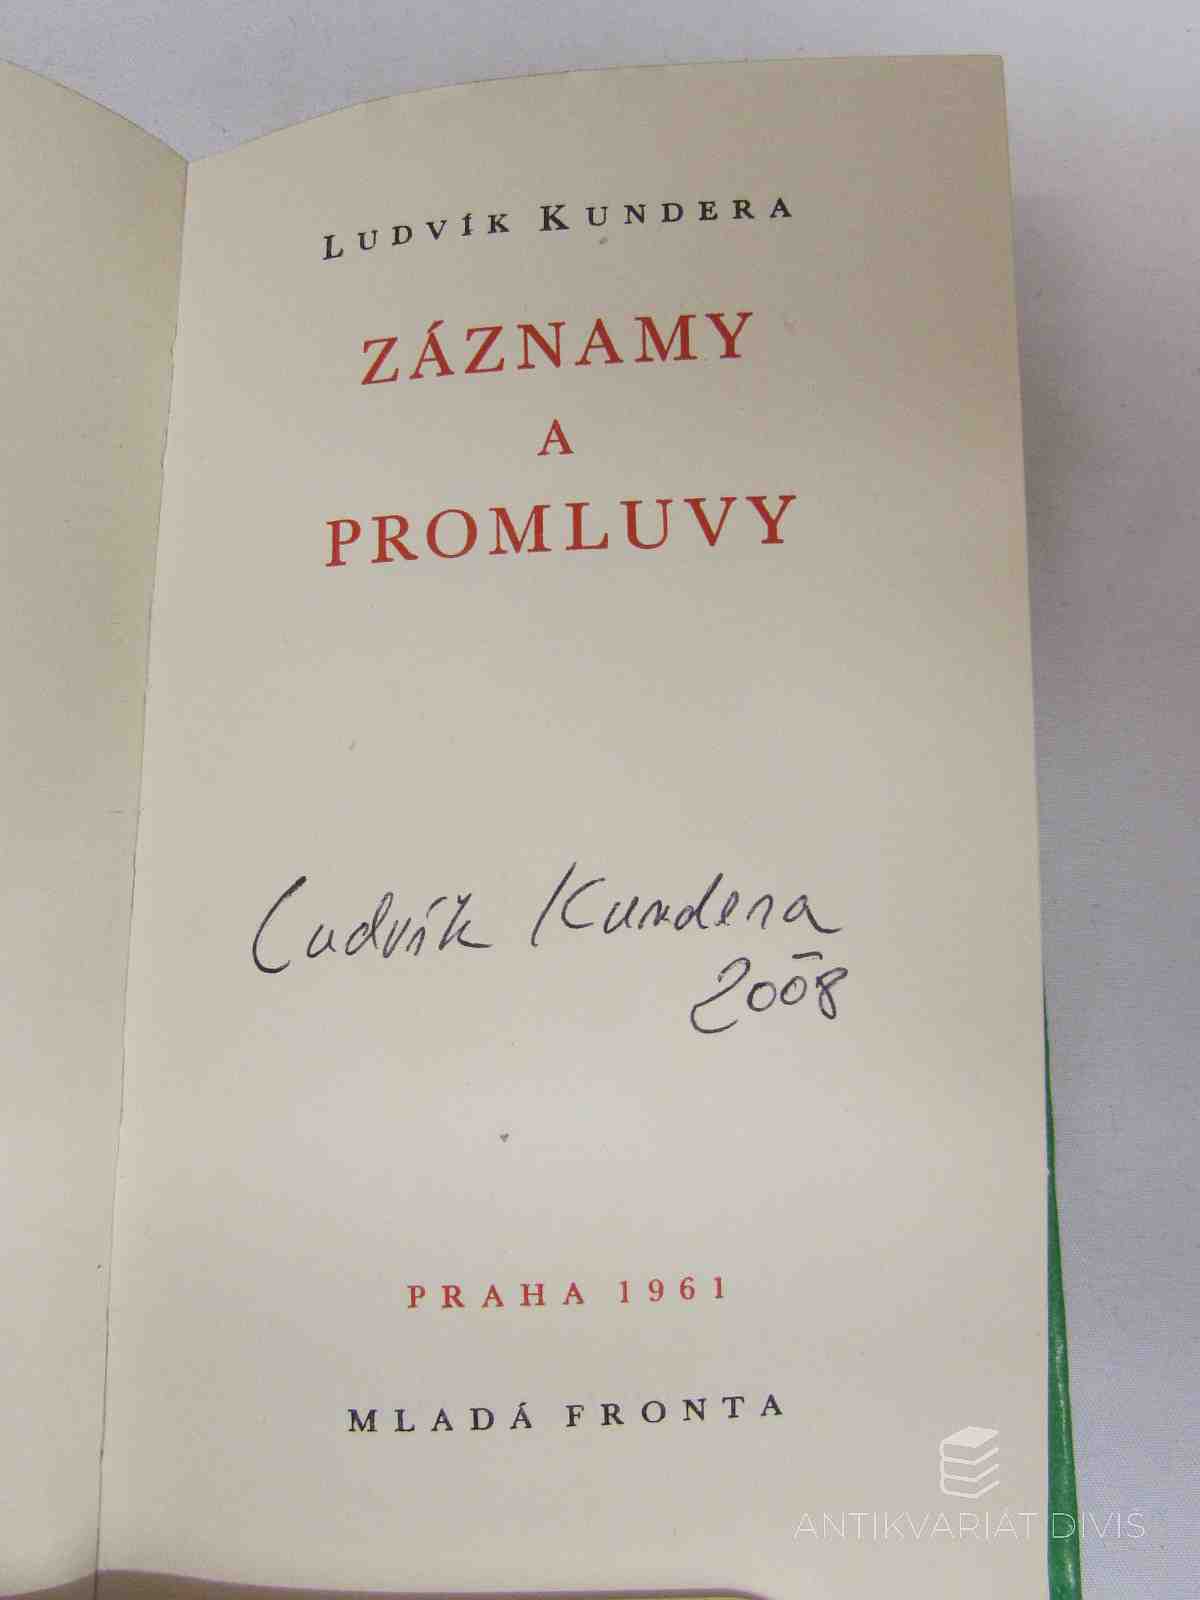 LUDVÍK KUNDERA
ZÁZNAMY
A
PROMLUVY
Ludvík Kundera
2008
PRAHA 1961
MLADÁ FRONTA
ANTIKVARIÁT DIVIŠ